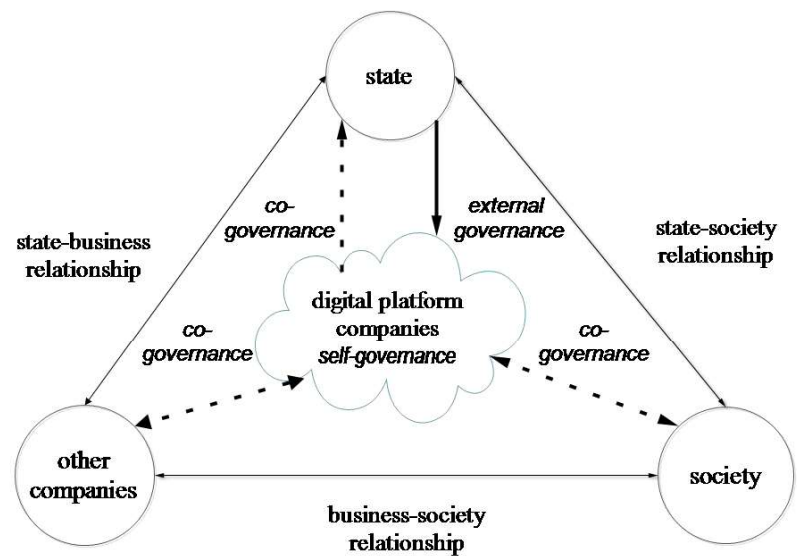 state
co-
governance
external
governance
state-business
relationship
state-society
relationship
digital platform
companies
self-governance
co-
governance
co-
governance
other
companies
society
business-society
relationship